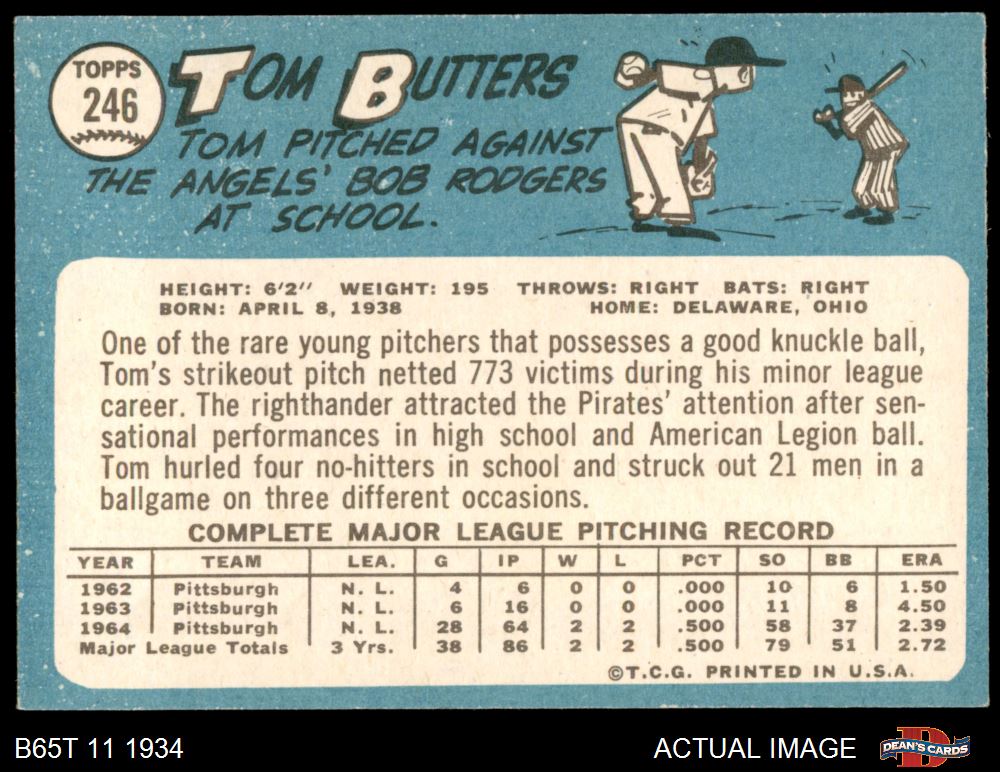 TOPPS
246
TOM BUTTERS
TOM PITCHED AGAINST
THE ANGELS' BOB RODGERS
AT SCHOOL.
HEIGHT: 6'2" WEIGHT: 195 THROWS: RIGHT BATS: RIGHT
BORN: APRIL 8, 1938 HOME: DELAWARE, OHIO
One of the rare young pitchers that possesses a good knuckle ball,
Tom's strikeout pitch netted 773 victims during his minor league
career. The righthander attracted the Pirates' attention after sen-
sational performances in high school and American Legion ball.
Tom hurled four no-hitters in school and struck out 21 men in a
ballgame on three different occasions.
COMPLETE MAJOR LEAGUE PITCHING RECORD
YEAR TEAM LEA. G IP W L PCT SO BB ERA
1962 Pittsburgh N. L. 4 6 0 0 .000 10 6 1.50
1963 Pittsburgh N. L. 6 16 0 0 .000 11 8 4.50
1964 Pittsburgh N. L. 28 64 2 2 .500 58 37 2.39
Major League Totals 3 Yrs. 38 86 2 2 .500 79 51 2.72
©T.C.G. PRINTED IN U.S.A.
B65T 11 1934 ACTUAL IMAGE DEAN'S CARDS